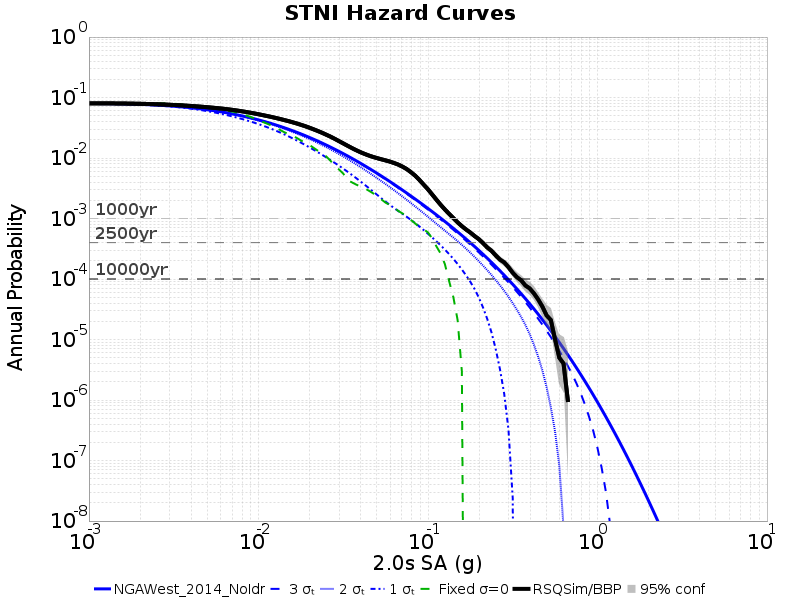 STNI Hazard Curves
Annual Probability
10^0
10^-1
10^-2
10^-3
10^-4
10^-5
10^-6
10^-7
10^-8
1000yr
2500yr
10000yr
10^-3 10^-2 10^-1 10^0 10^1
2.0s SA (g)
NGAWest_2014_NoIdr 3 σₜ 2 σₜ 1 σₜ Fixed σ=0 RSQSim/BBP 95% conf